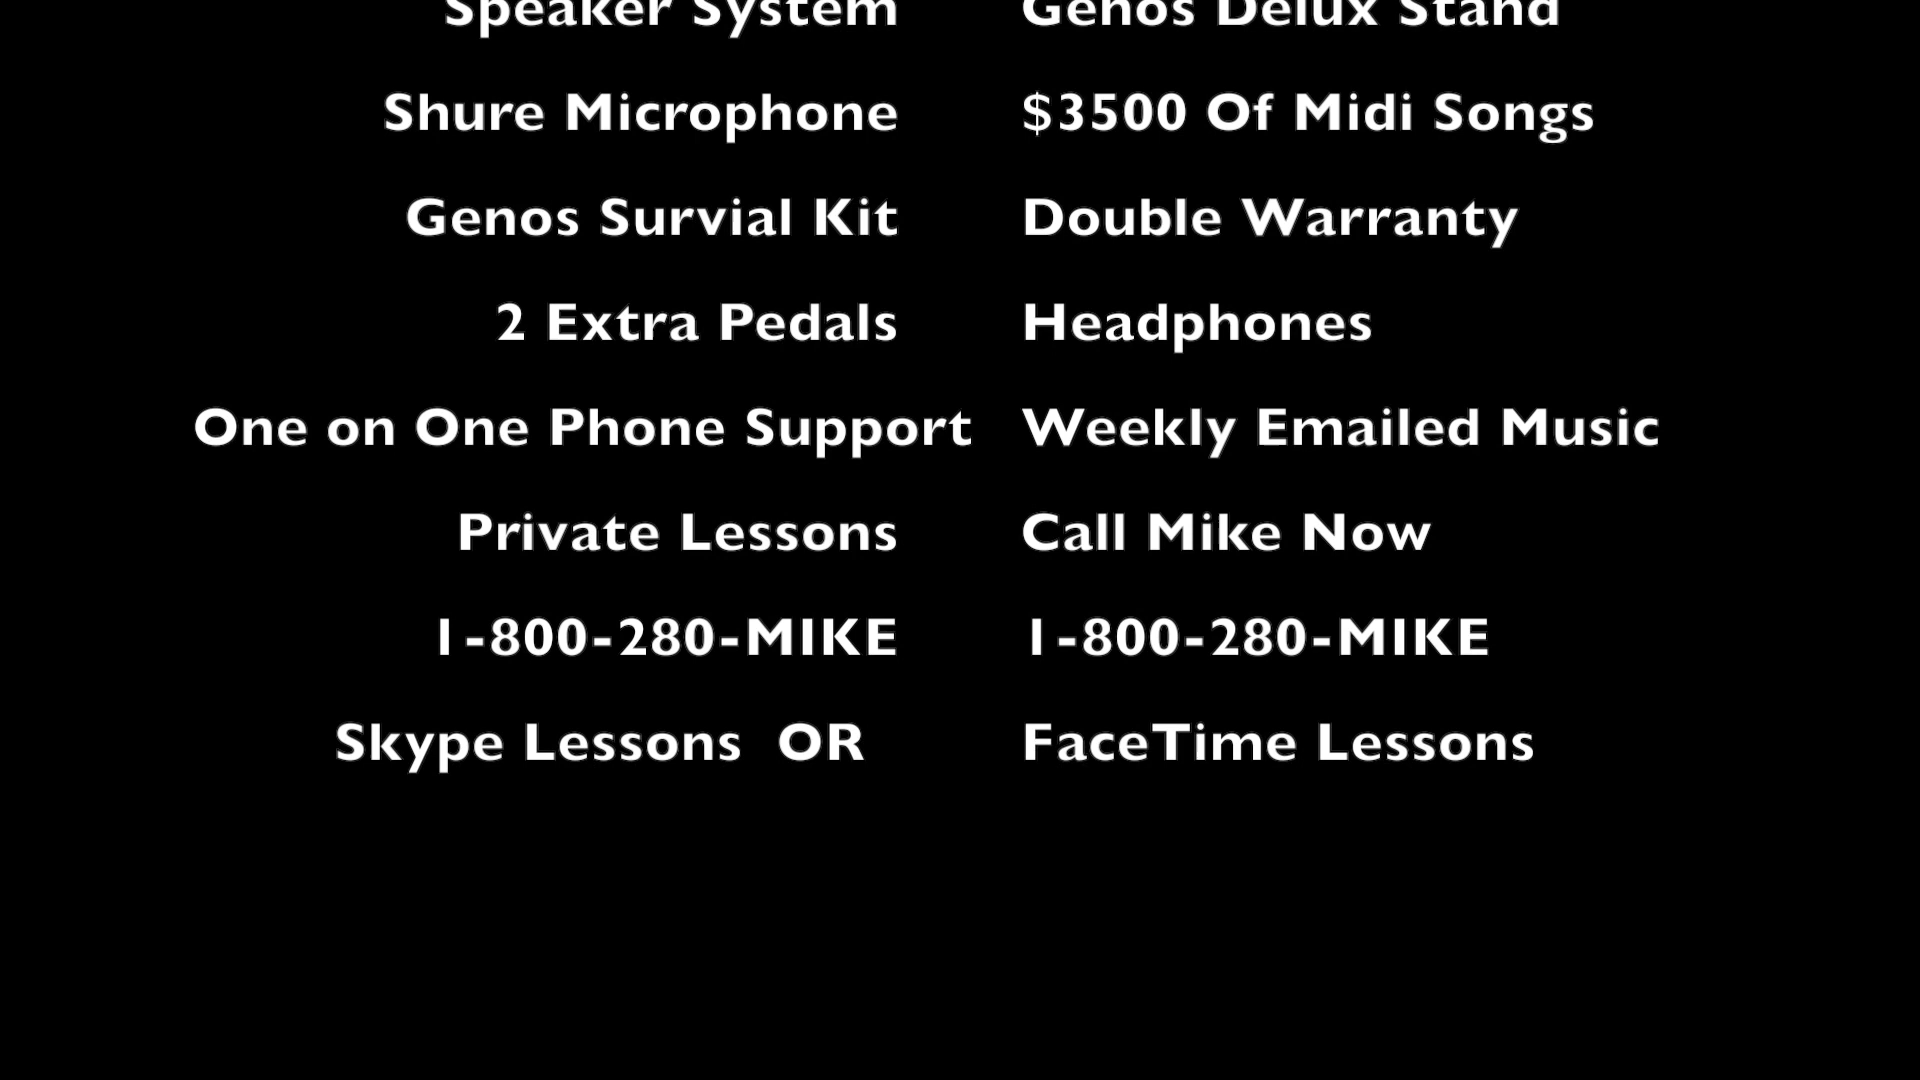 Speaker System Genos Delux Stand
Shure Microphone $3500 Of Midi Songs
Genos Survial Kit Double Warranty
2 Extra Pedals Headphones
One on One Phone Support Weekly Emailed Music
Private Lessons Call Mike Now
1-800-280-MIKE 1-800-280-MIKE
Skype Lessons OR FaceTime Lessons